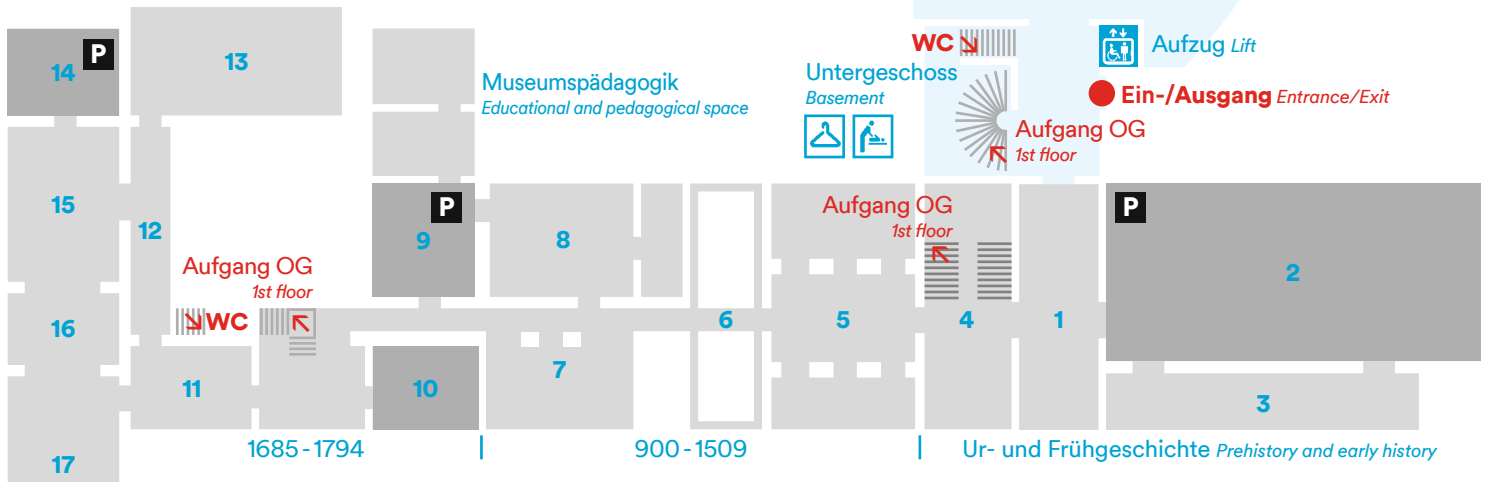 WC
Aufzug Lift
14
P
13
Museumspädagogik
Educational and pedagogical space
Untergeschoss
Basement
Ein-/Ausgang Entrance/Exit
Aufgang OG
1st floor
15
12
P
9
8
Aufgang OG
1st floor
P
2
Aufgang OG
1st floor
WC
16
6
5
4
1
11
10
7
3
1685 - 1794
900 - 1509
Ur- und Frühgeschichte Prehistory and early history
17